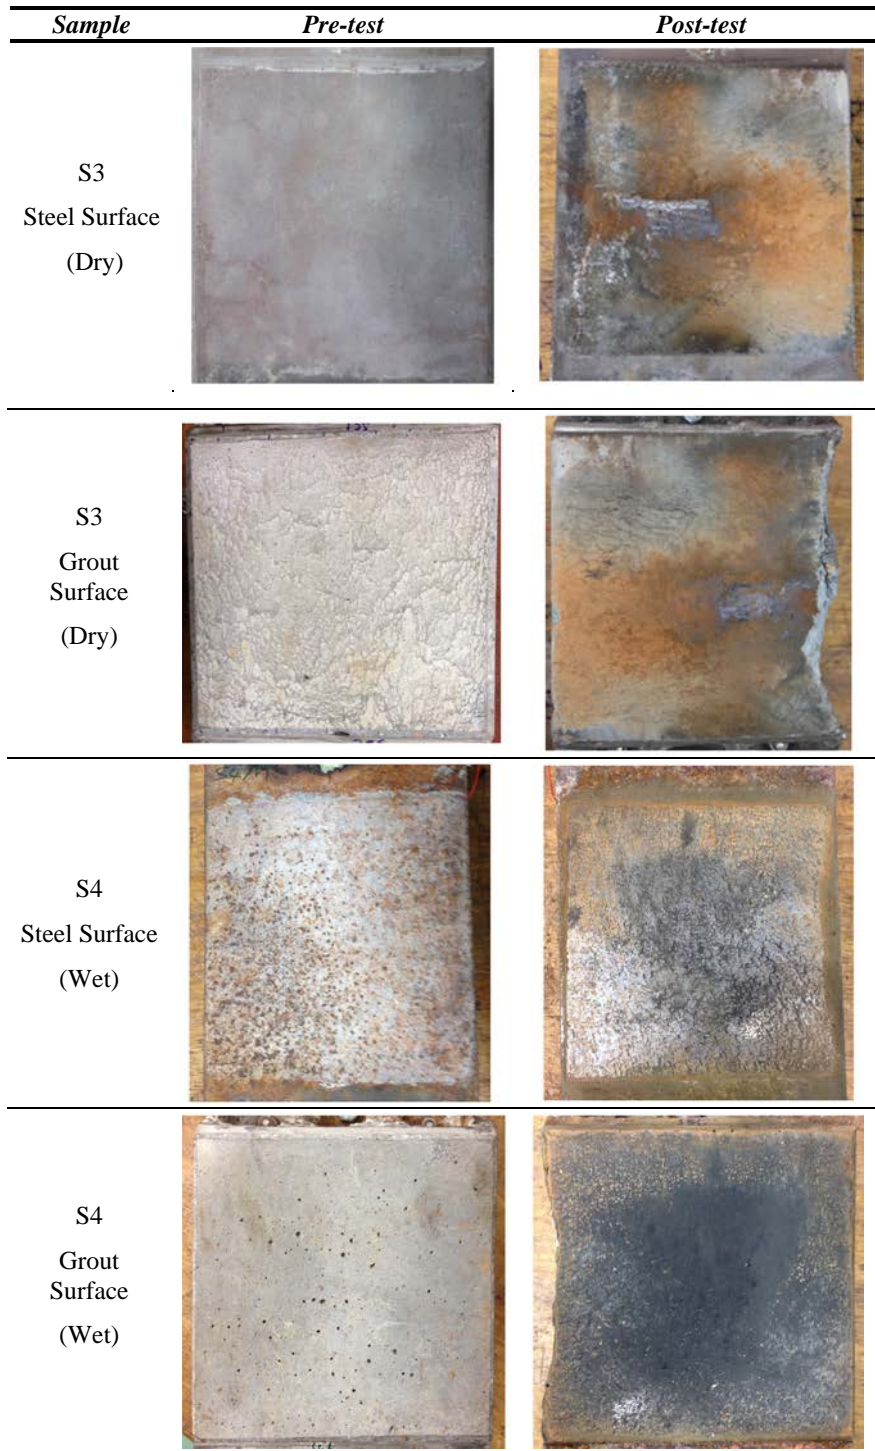 Sample Pre-test Post-test
S3
Steel Surface
(Dry)
S3
Grout
Surface
(Dry)
S4
Steel Surface
(Wet)
S4
Grout
Surface
(Wet)